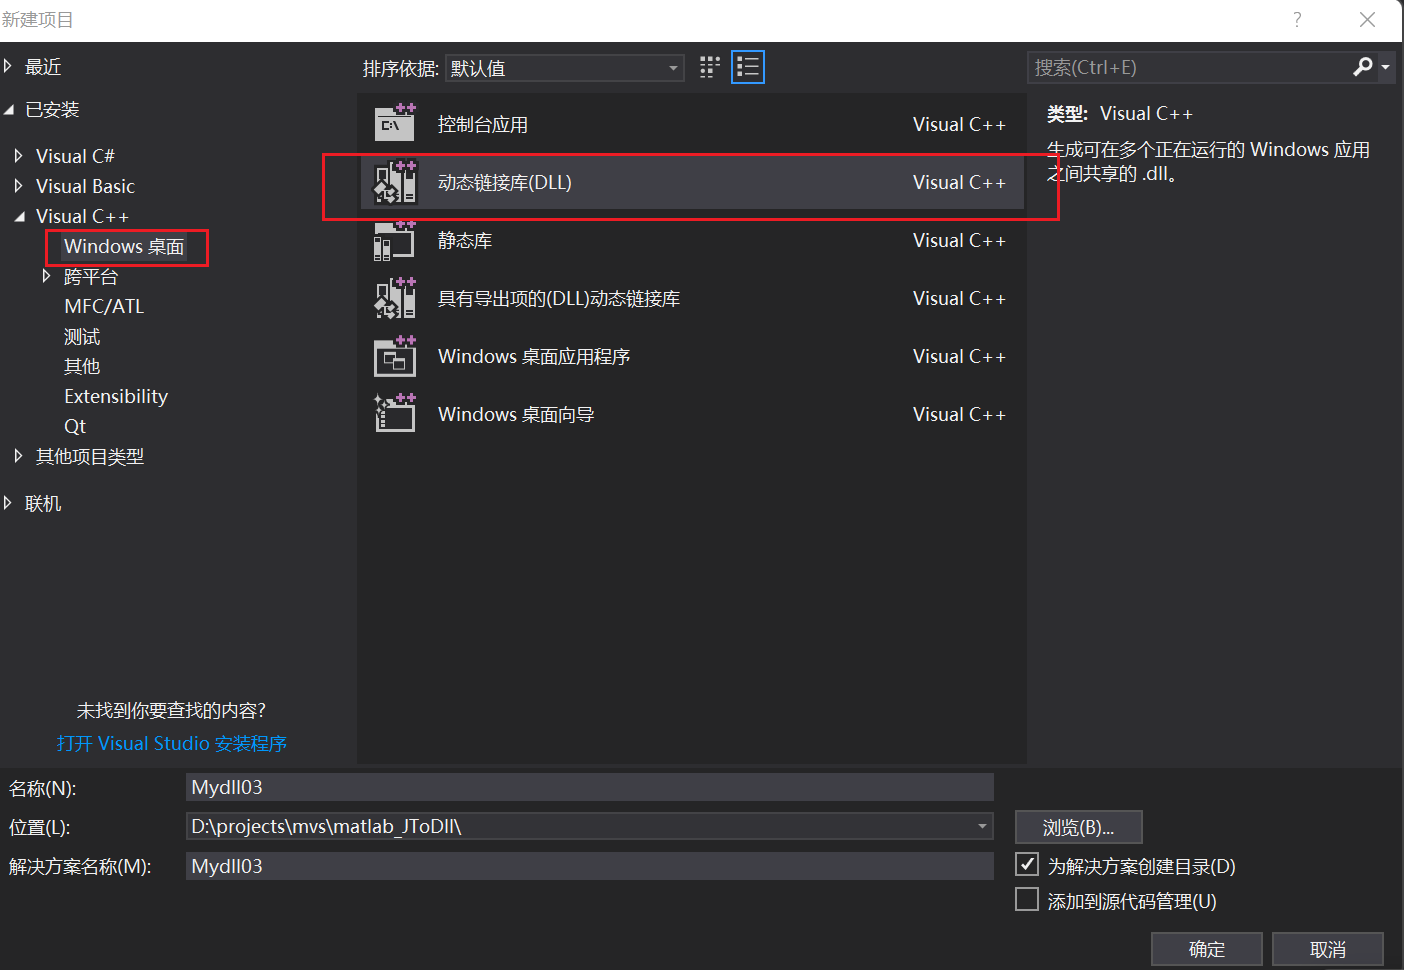 新建项目
?
最近
已安装
Visual C#
Visual Basic
Visual C++
Windows 桌面
跨平台
MFC/ATL
测试
其他
Extensibility
Qt
其他项目类型
联机
未找到你要查找的内容?
打开 Visual Studio 安装程序
排序依据: 默认值
控制台应用 Visual C++
动态链接库(DLL) Visual C++
静态库 Visual C++
具有导出项的(DLL)动态链接库 Visual C++
Windows 桌面应用程序 Visual C++
Windows 桌面向导 Visual C++
搜索(Ctrl+E)
类型: Visual C++
生成可在多个正在运行的 Windows 应用
之间共享的 .dll。
名称(N): Mydll03
位置(L): D:\projects\mvs\matlab_JToDll\
浏览(B)...
解决方案名称(M): Mydll03
为解决方案创建目录(D)
添加到源代码管理(U)
确定 取消